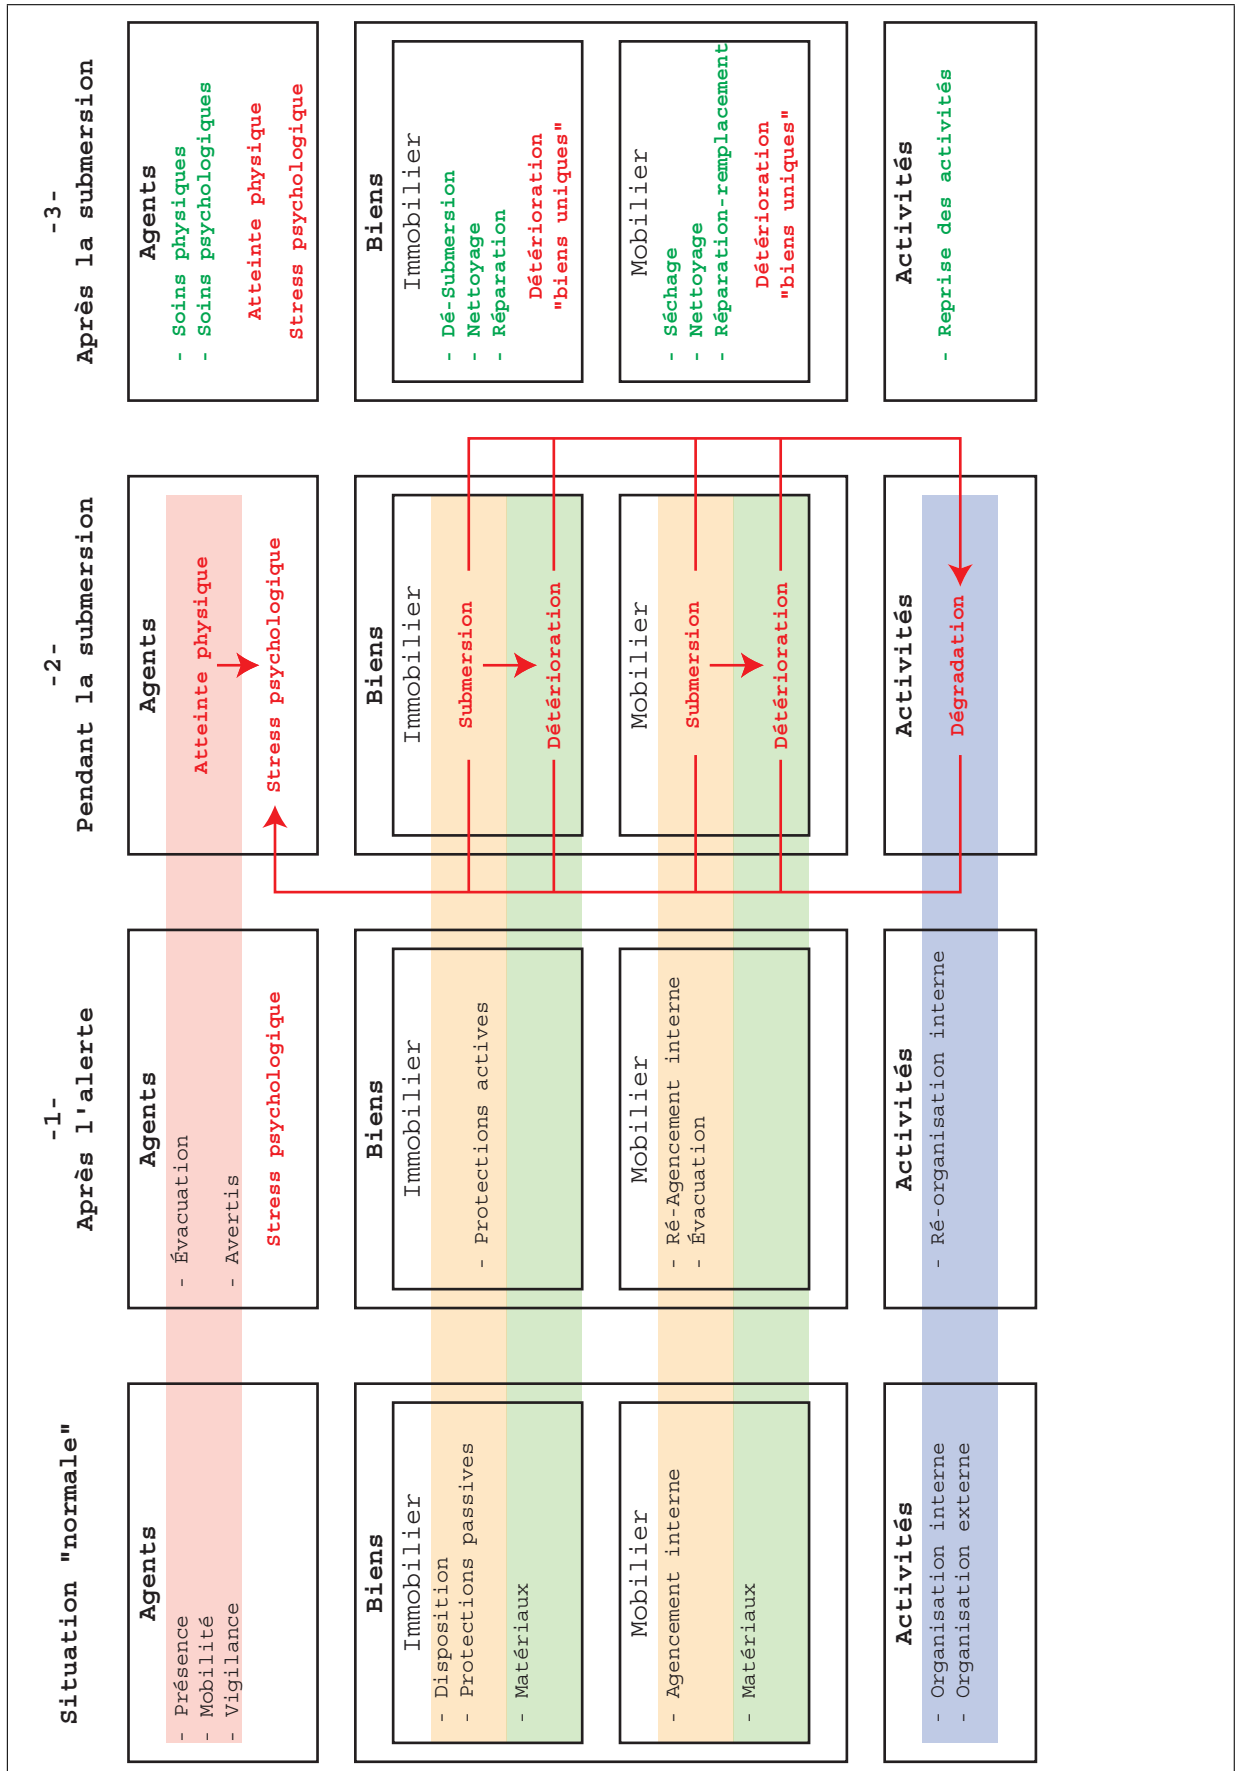 Situation "normale"
Agents
- Présence
- Mobilité
- Vigilance
Biens
Immobilier
- Disposition
- Protections passives
- Matériaux
Mobilier
- Agencement interne
- Matériaux
Activités
- Organisation interne
- Organisation externe
-1-
Après l'alerte
Agents
- Évacuation
- Avertis
Stress psychologique
Biens
Immobilier
- Protections actives
Mobilier
- Ré-Agencement interne
- Évacuation
Activités
- Ré-organisation interne
-2-
Pendant la submersion
Agents
Atteinte physique
Stress psychologique
Biens
Immobilier
Submersion
Détérioration
Mobilier
Submersion
Détérioration
Activités
Dégradation
-3-
Après la submersion
Agents
- Soins physiques
- Soins psychologiques
Atteinte physique
Stress psychologique
Biens
Immobilier
- Dé-Submersion
- Nettoyage
- Réparation
Détérioration
"biens uniques"
Mobilier
- Séchage
- Nettoyage
- Réparation-remplacement
Détérioration
"biens uniques"
Activités
- Reprise des activités